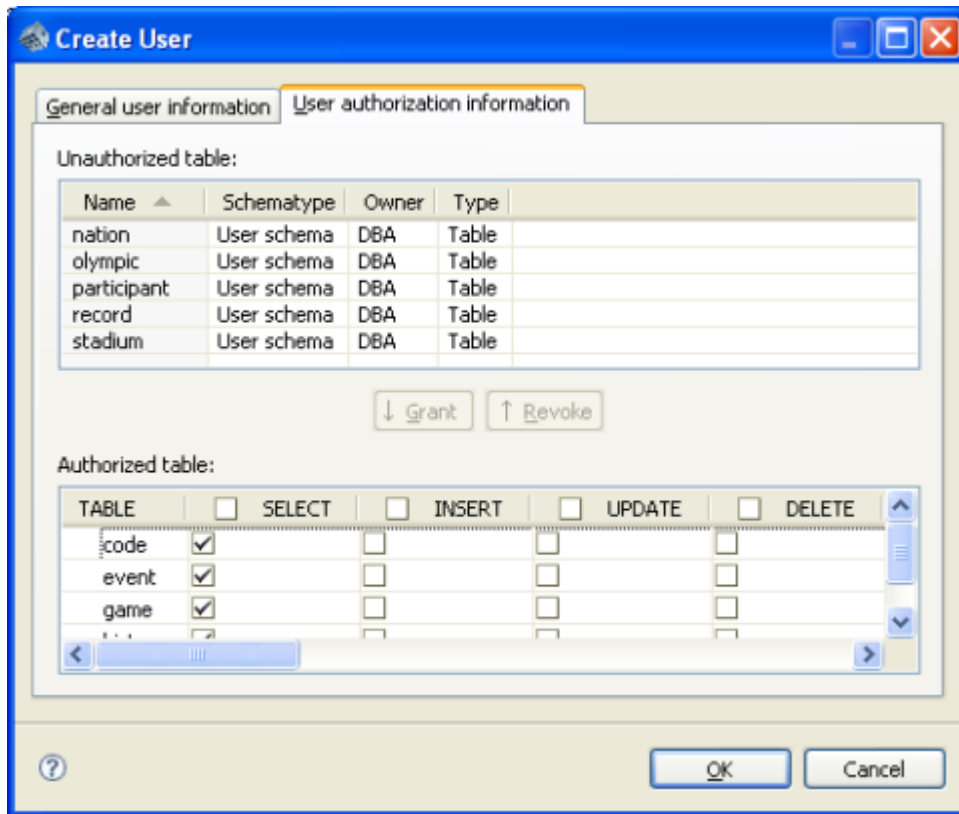 Create User
General user information User authorization information
Unauthorized table:
Name Schematype Owner Type
nation User schema DBA Table
olympic User schema DBA Table
participant User schema DBA Table
record User schema DBA Table
stadium User schema DBA Table
↓ Grant ↑ Revoke
Authorized table:
TABLE SELECT INSERT UPDATE DELETE
code
event
game
? OK Cancel